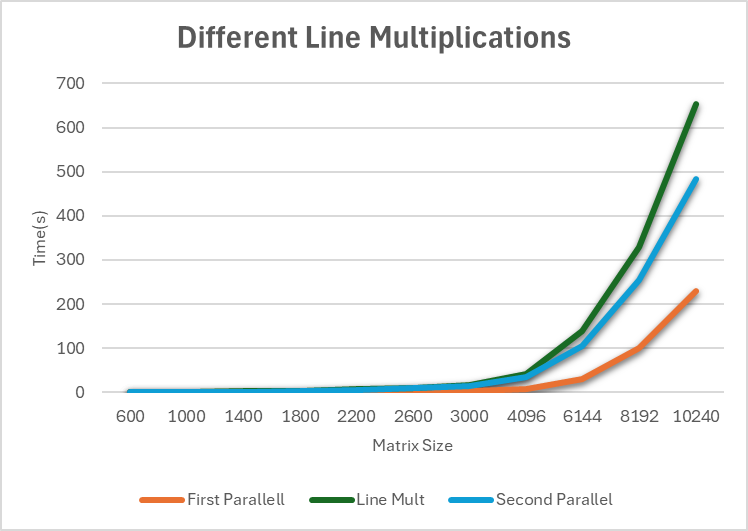 Different Line Multiplications
700
600
500
400
300
200
100
0
Time(s)
600 1000 1400 1800 2200 2600 3000 4096 6144 8192 10240
Matrix Size
First Parallell Line Mult Second Parallel